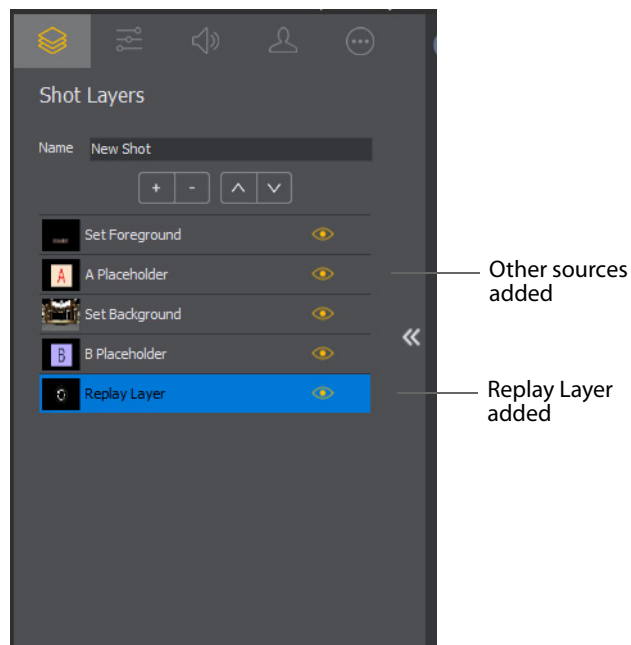 Shot Layers
Name New Shot
+ -
Set Foreground
A A Placeholder
Set Background
B B Placeholder
Replay Layer
Other sources
added
Replay Layer
added